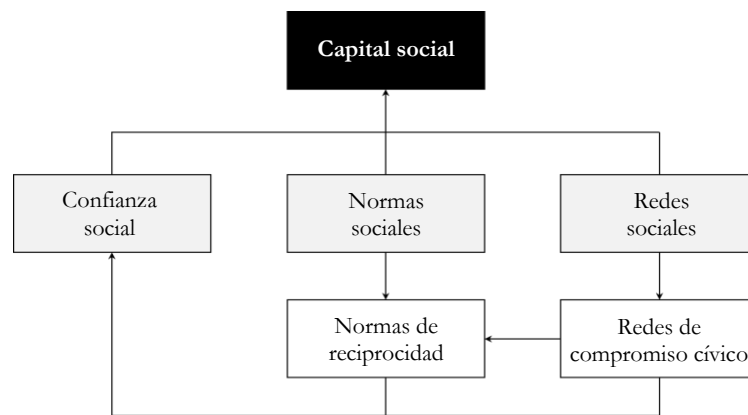 Capital social
Confianza
social
Normas
sociales
Redes
sociales
Normas de
reciprocidad
Redes de
compromiso cívico